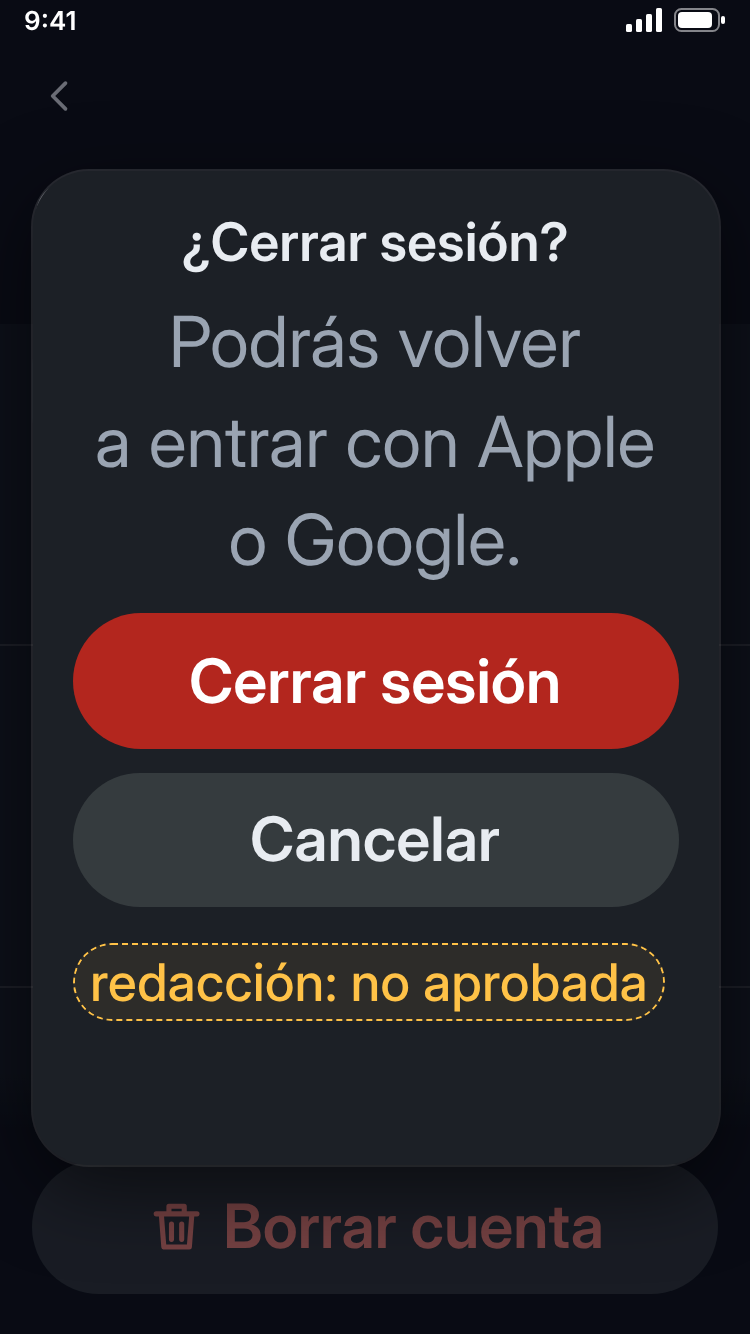 9:41
¿Cerrar sesión?
Podrás volver
a entrar con Apple
o Google.
Cerrar sesión
Cancelar
redacción: no aprobada
Borrar cuenta